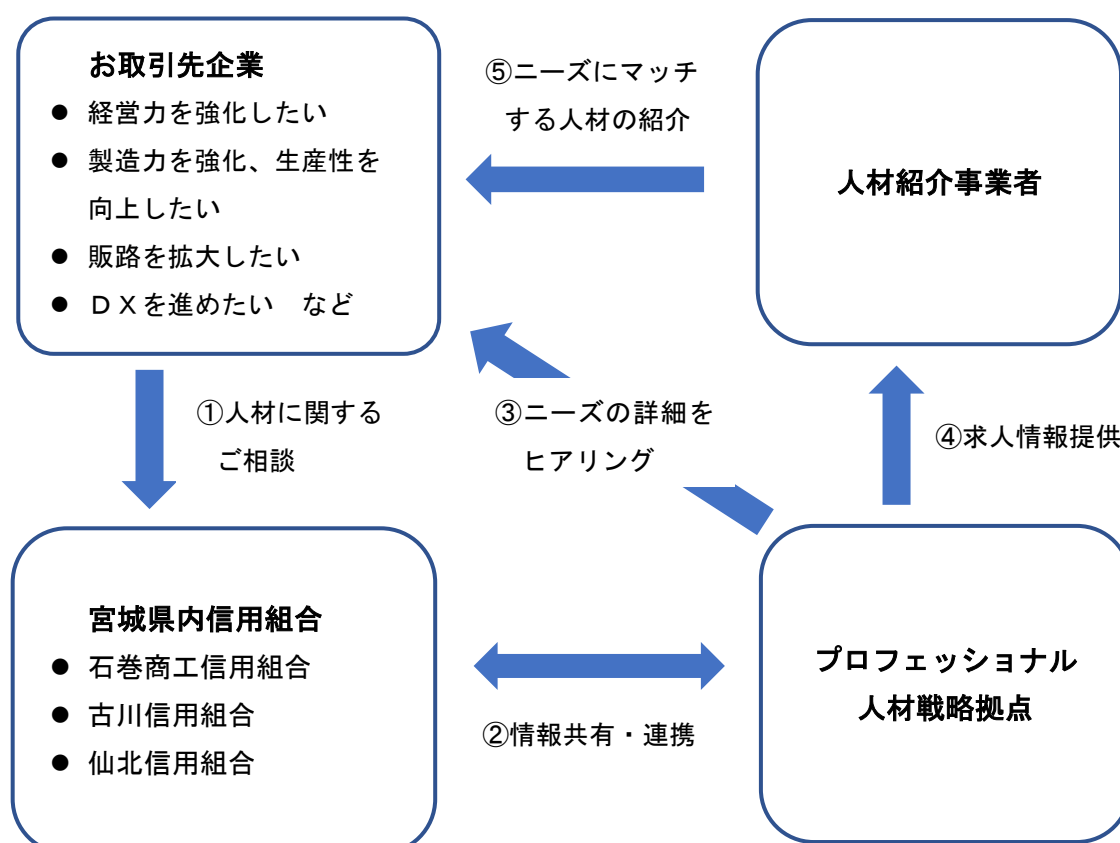 お取引先企業
● 経営力を強化したい
● 製造力を強化、生産性を
向上したい
● 販路を拡大したい
● ＤＸを進めたい　など
⑤ニーズにマッチ
する人材の紹介
人材紹介事業者
①人材に関する
ご相談
③ニーズの詳細を
ヒアリング
④求人情報提供
宮城県内信用組合
● 石巻商工信用組合
● 古川信用組合
● 仙北信用組合
②情報共有・連携
プロフェッショナル
人材戦略拠点